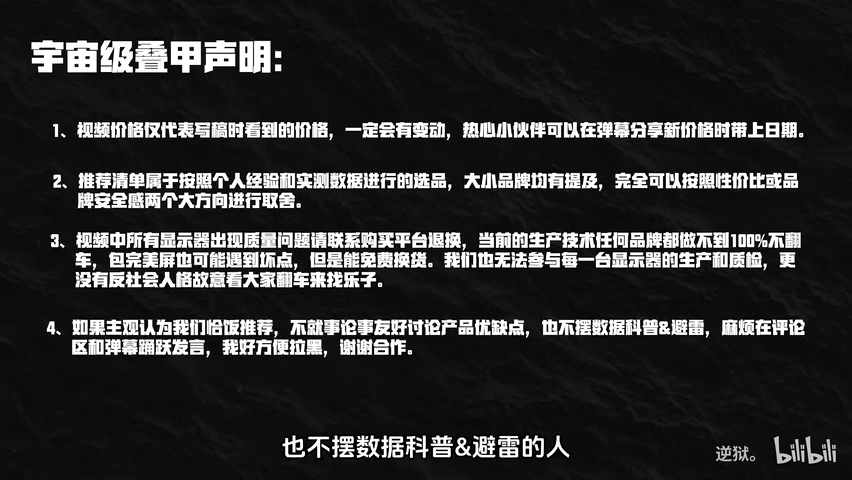 宇宙级叠甲声明：
1、视频价格仅代表写稿时看到的价格，一定会有变动，热心小伙伴可以在弹幕分享新价格时带上日期。
2、推荐清单属于按照个人经验和实测数据进行的选品，大小品牌均有提及，完全可以按照性价比或品
牌安全感两个大方向进行取舍。
3、视频中所有显示器出现质量问题请联系购买平台退换，当前的生产技术任何品牌都做不到100%不翻
车，包完美屏也可能遇到坏点，但是能免费换货。我们也无法参与每一台显示器的生产和质检，更
没有反社会人格故意看大家翻车来找乐子。
4、如果主观认为我们恰饭推荐，不就事论事友好讨论产品优缺点，也不摆数据科普&避雷，麻烦在评论
区和弹幕踊跃发言，我好方便拉黑，谢谢合作。
也不摆数据科普&避雷的人
逆狱。 bilibili